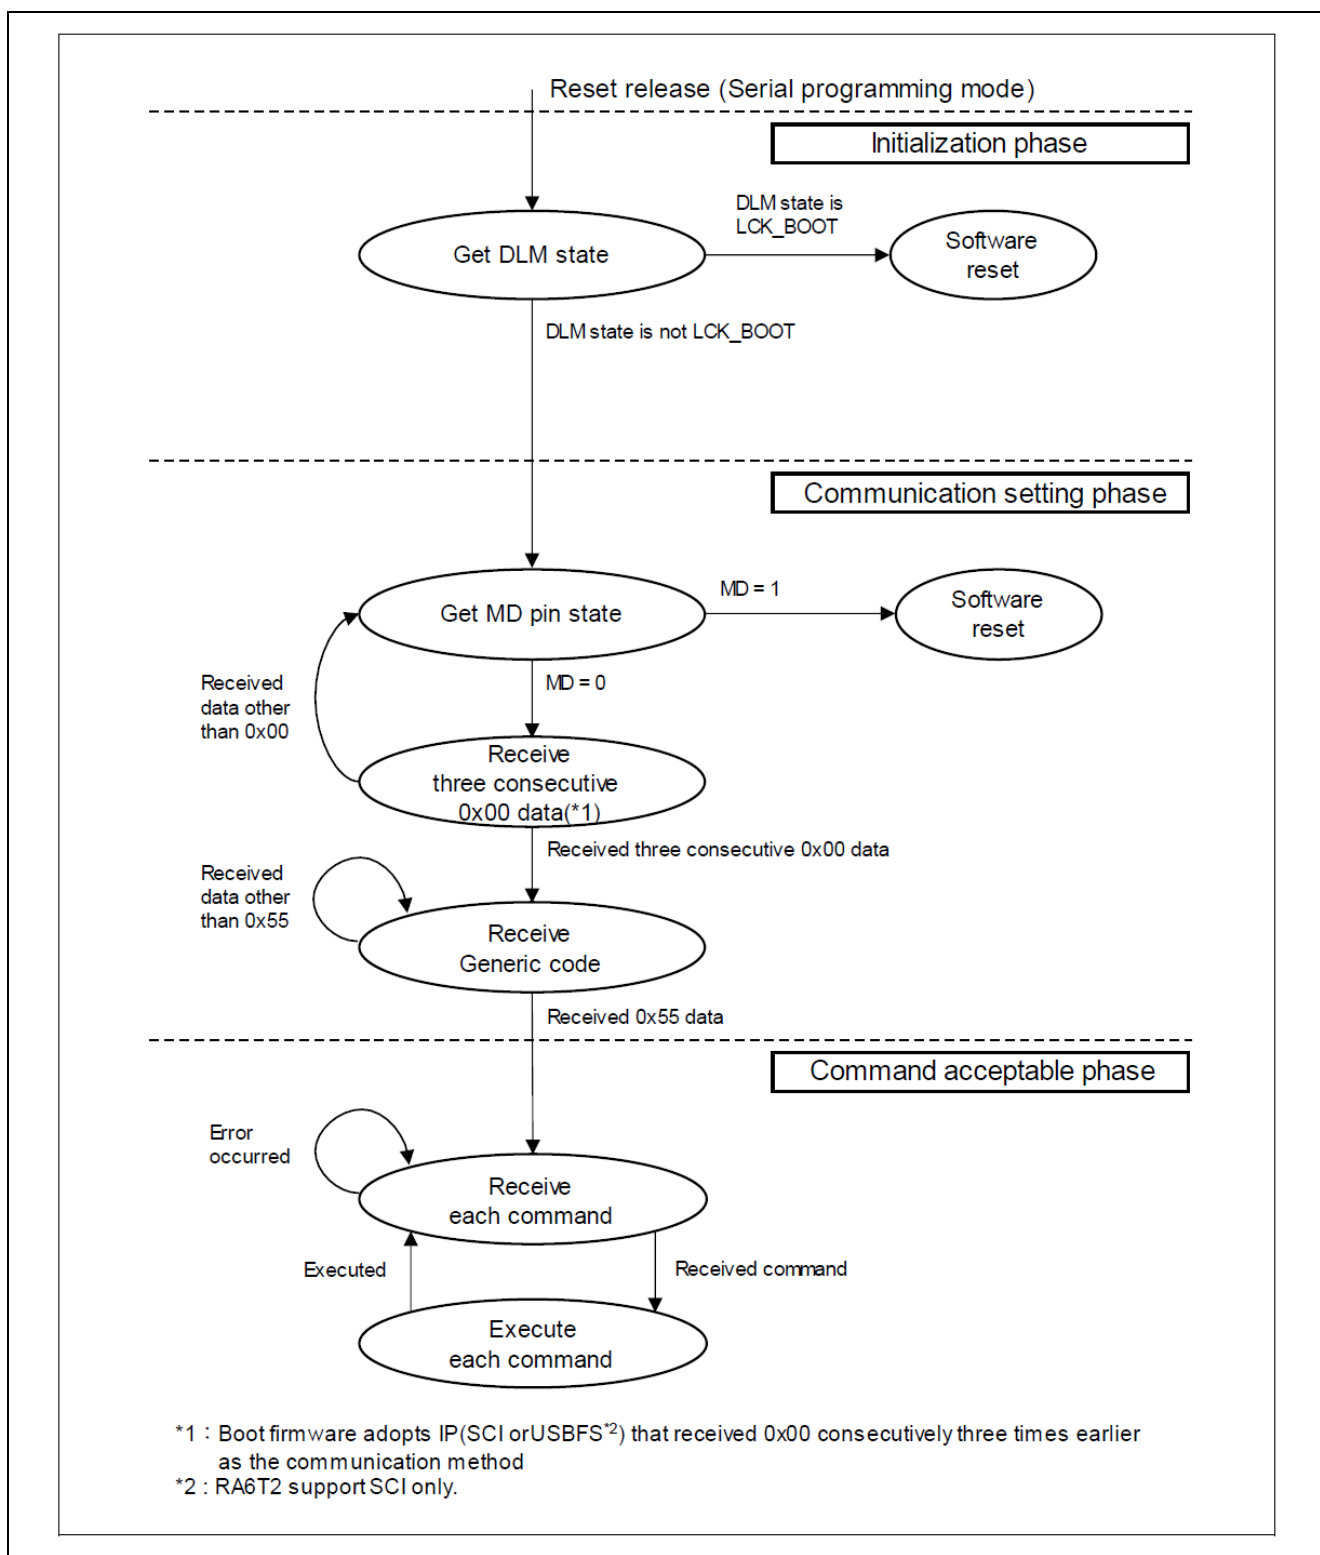 Reset release (Serial programming mode)
Initialization phase
DLM state is
LCK_BOOT
Get DLM state
Software
reset
DLM state is not LCK_BOOT
Communication setting phase
Get MD pin state
MD = 1
Software
reset
MD = 0
Received
data other
than 0x00
Receive
three consecutive
0x00 data(*1)
Received three consecutive 0x00 data
Received
data other
than 0x55
Receive
Generic code
Received 0x55 data
Command acceptable phase
Error
occurred
Receive
each command
Executed
Received command
Execute
each command
*1 : Boot firmware adopts IP(SCI orUSBFS*2) that received 0x00 consecutively three times earlier
as the communication method
*2 : RA6T2 support SCI only.